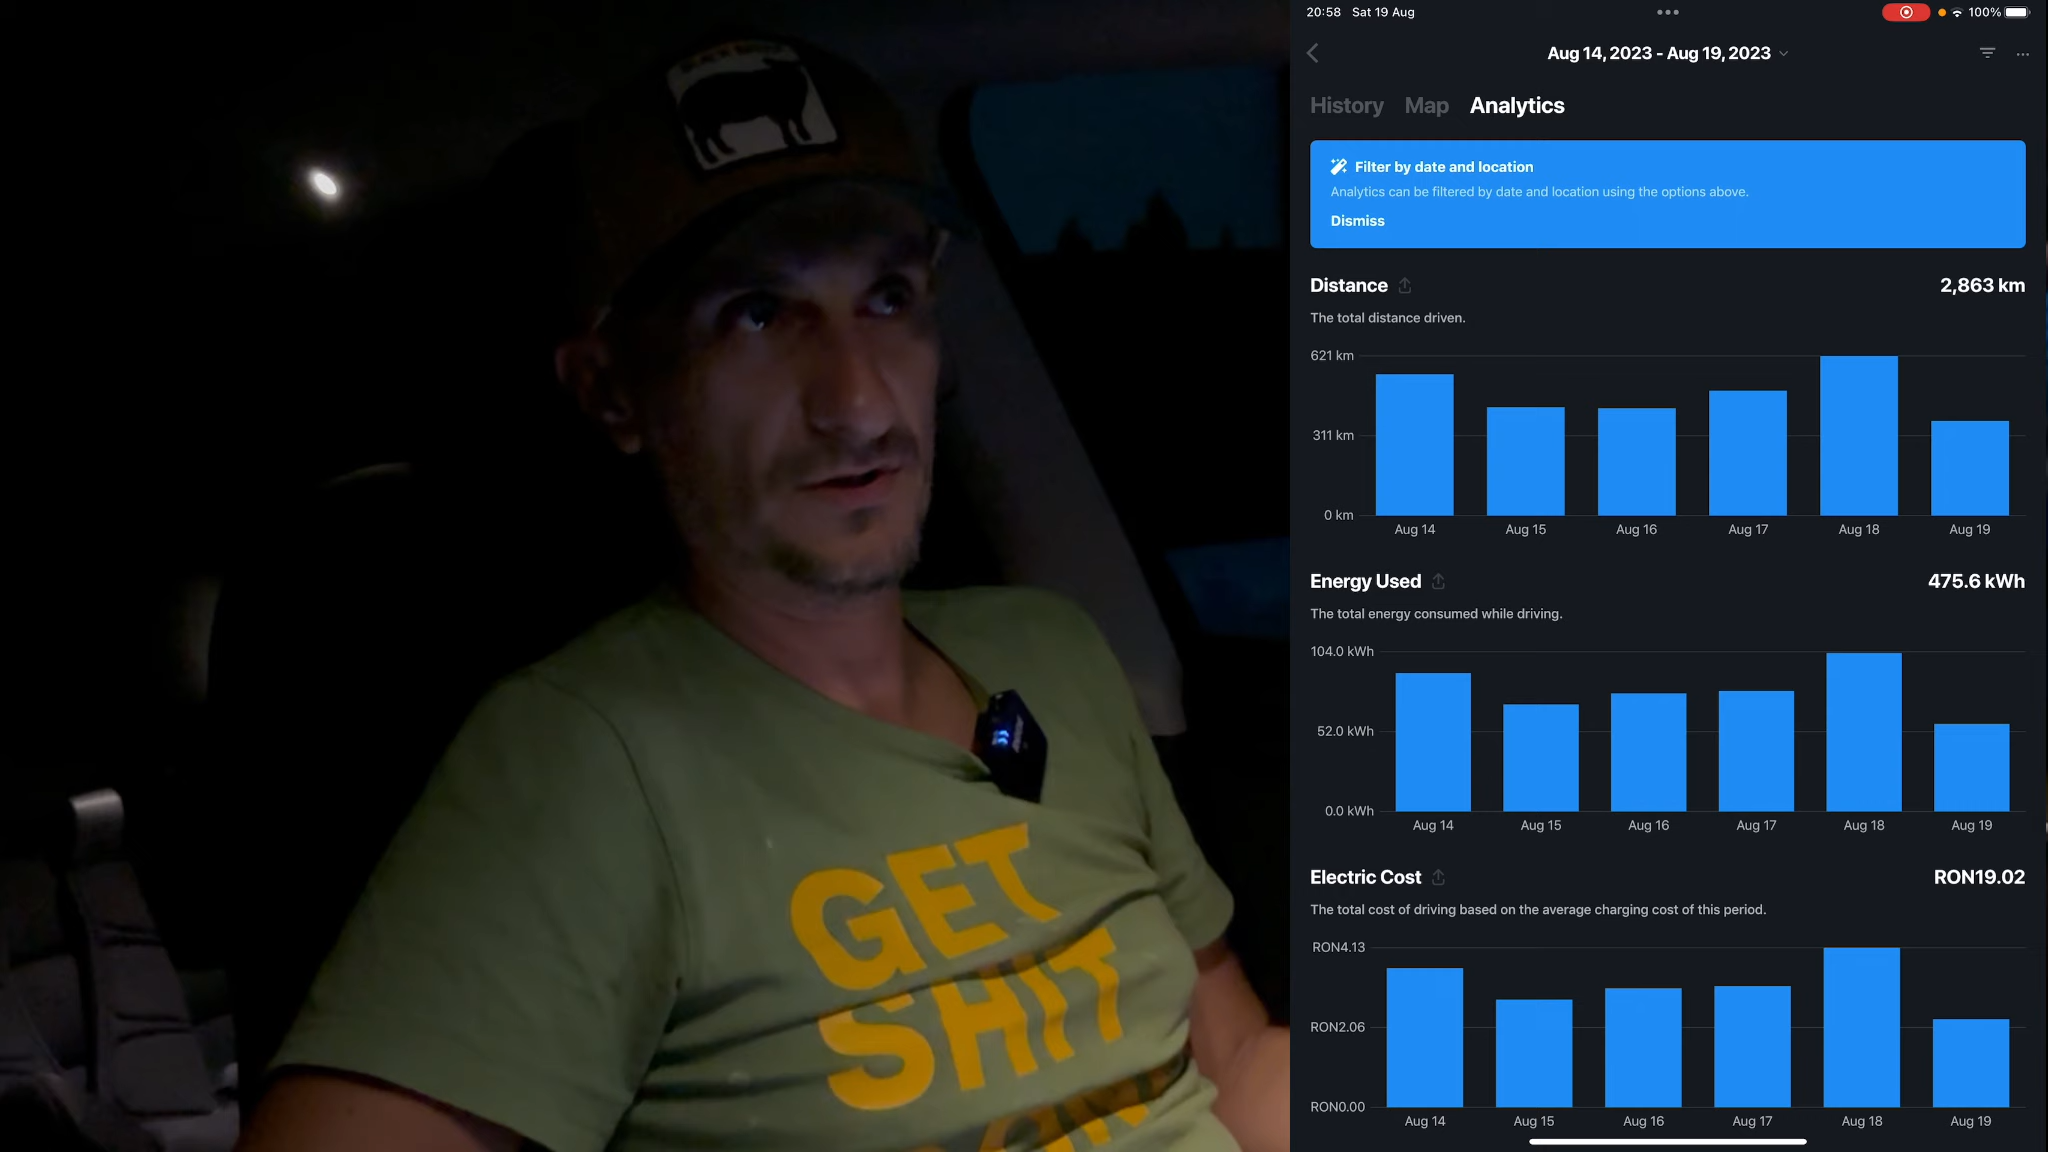 GET
SHIT
20:58 Sat 19 Aug
100%
Aug 14, 2023 - Aug 19, 2023
History Map Analytics
Filter by date and location
Analytics can be filtered by date and location using the options above.
Dismiss
Distance 2,863 km
The total distance driven.
621 km
311 km
0 km
Aug 14 Aug 15 Aug 16 Aug 17 Aug 18 Aug 19
Energy Used 475.6 kWh
The total energy consumed while driving.
104.0 kWh
52.0 kWh
0.0 kWh
Aug 14 Aug 15 Aug 16 Aug 17 Aug 18 Aug 19
Electric Cost RON19.02
The total cost of driving based on the average charging cost of this period.
RON4.13
RON2.06
RON0.00
Aug 14 Aug 15 Aug 16 Aug 17 Aug 18 Aug 19